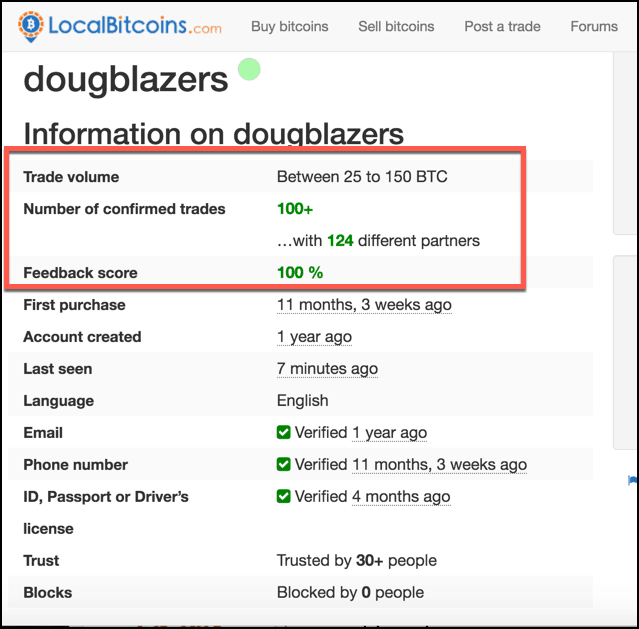 LocalBitcoins.com Buy bitcoins Sell bitcoins Post a trade Forums
dougblazers
Information on dougblazers
Trade volume Between 25 to 150 BTC
Number of confirmed trades 100+
...with 124 different partners
Feedback score 100 %
First purchase 11 months, 3 weeks ago
Account created 1 year ago
Last seen 7 minutes ago
Language English
Email Verified 1 year ago
Phone number Verified 11 months, 3 weeks ago
ID, Passport or Driver’s Verified 4 months ago
license
Trust Trusted by 30+ people
Blocks Blocked by 0 people